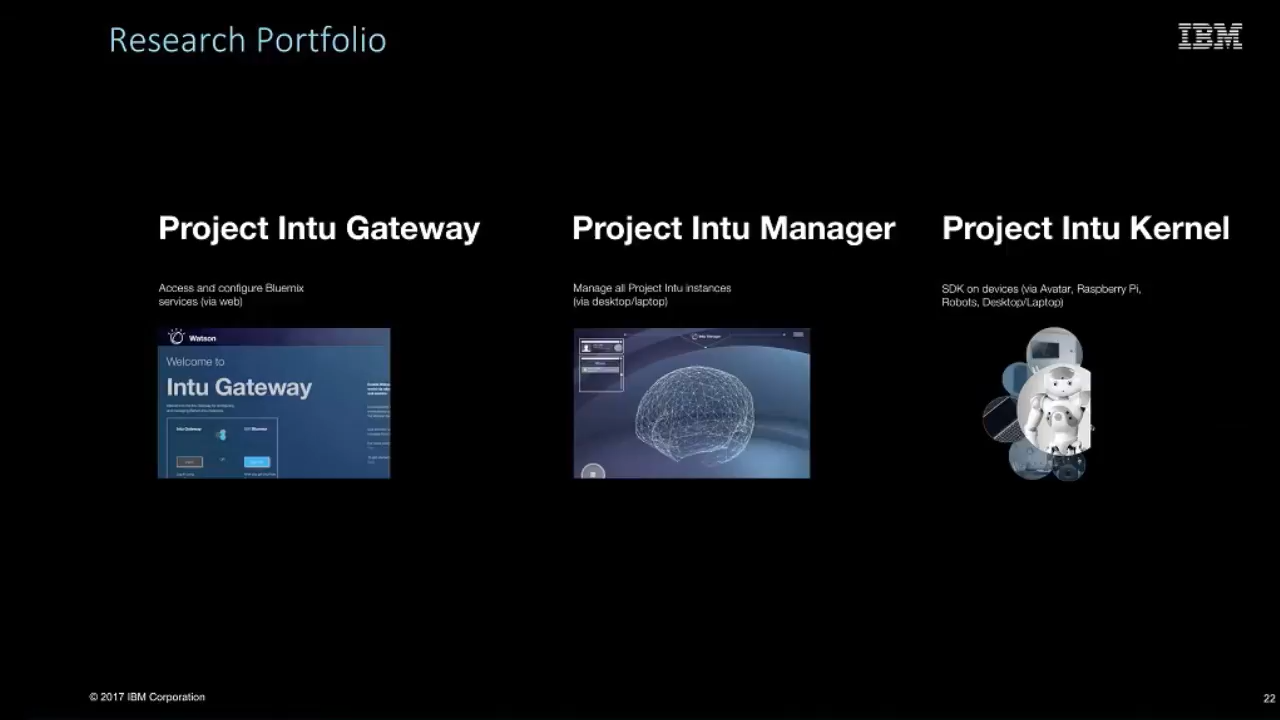 Research Portfolio
IBM
Project Intu Gateway
Project Intu Manager
Project Intu Kernel
Access and configure Bluemix
services (via web)
Manage all Project Intu instances
(via desktop/laptop)
SDK on devices (via Avatar, Raspberry Pi,
Robots, Desktop/Laptop)
Watson
Welcome to
Intu Gateway
Intu Gateway
© 2017 IBM Corporation
22